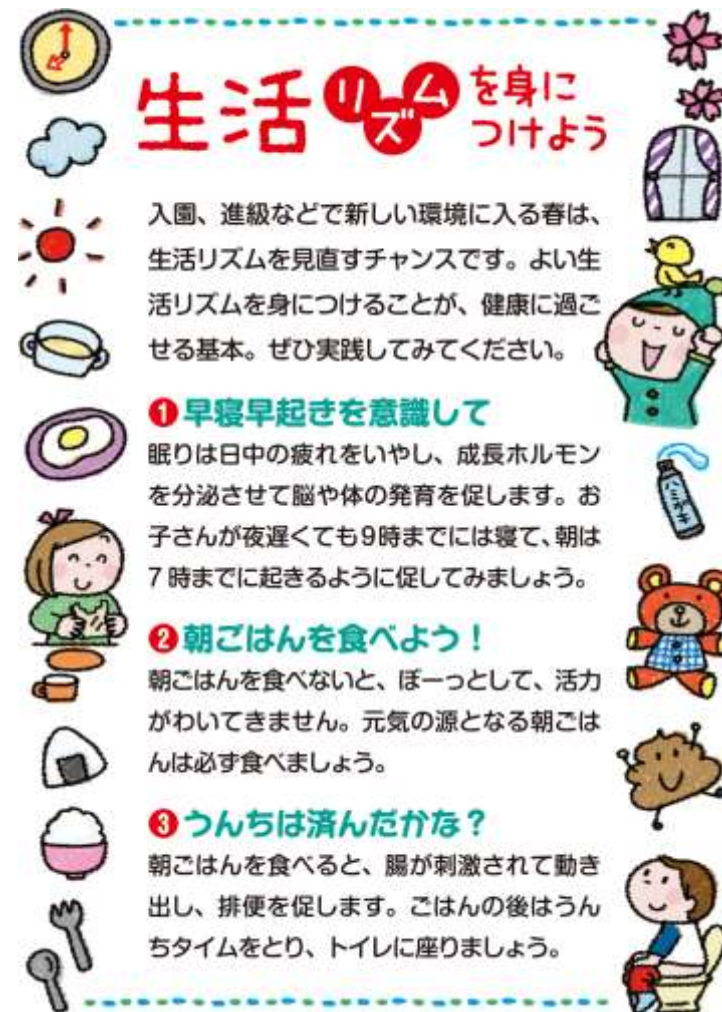 生活リズムを身に
つけよう
入園、進級などで新しい環境に入る春は、
生活リズムを見直すチャンスです。よい生
活リズムを身につけることが、健康に過ご
せる基本。ぜひ実践してみてください。
❶早寝早起きを意識して
眠りは日中の疲れをいやし、成長ホルモン
を分泌させて脳や体の発育を促します。お
子さんが夜遅くても9時までには寝て、朝は
7時までに起きるように促してみましょう。
❷朝ごはんを食べよう！
朝ごはんを食べないと、ぼーっとして、活力
がわいてきません。元気の源となる朝ごは
んは必ず食べましょう。
❸うんちは済んだかな？
朝ごはんを食べると、腸が刺激されて動き
出し、排便を促します。ごはんの後はうん
ちタイムをとり、トイレに座りましょう。
ハミガキ